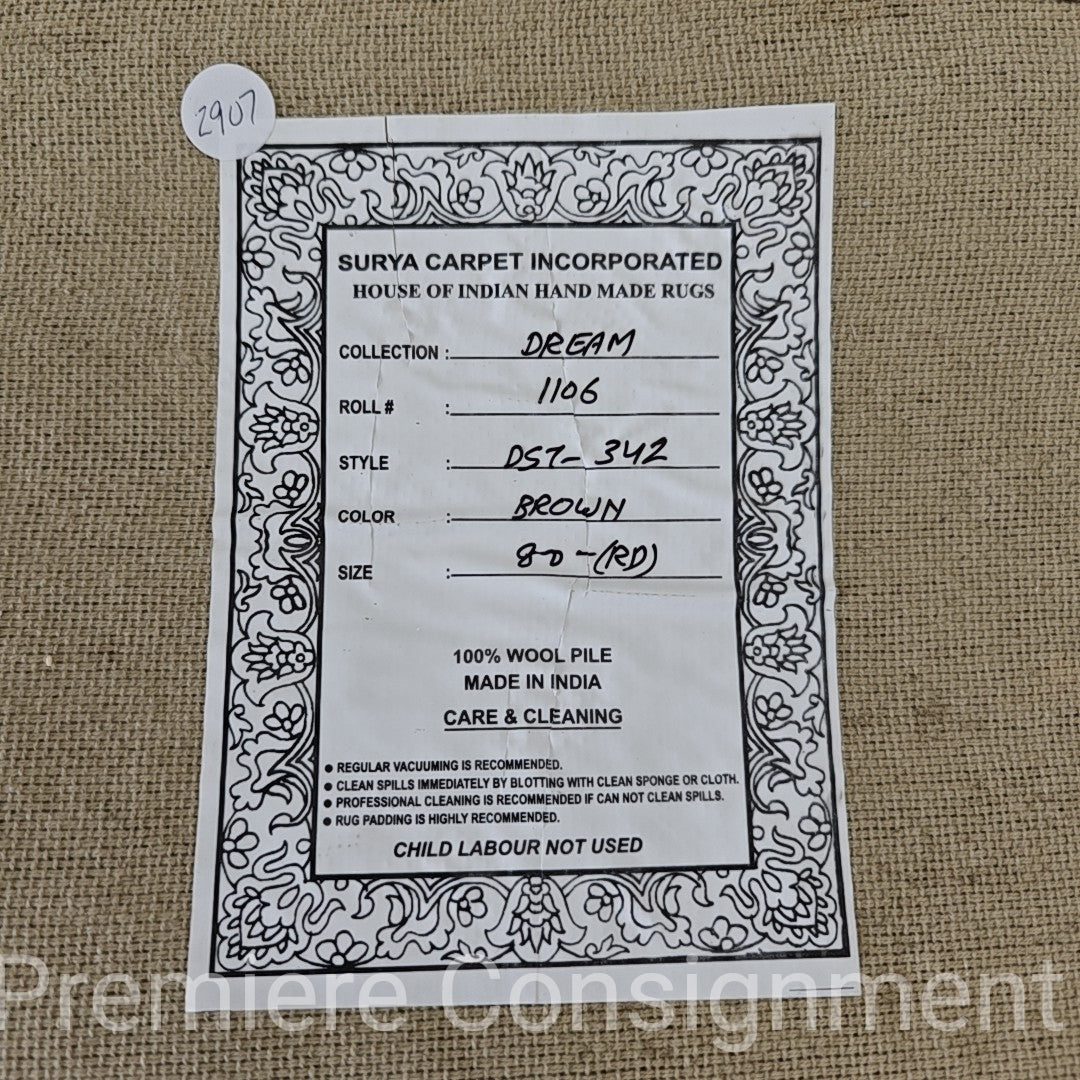 2907
SURYA CARPET INCORPORATED
HOUSE OF INDIAN HAND MADE RUGS
COLLECTION : DREAM
ROLL # : 1106
STYLE : DST- 342
COLOR : BROWN
SIZE : 80-(RD)
100% WOOL PILE
MADE IN INDIA
CARE & CLEANING
● REGULAR VACUUMING IS RECOMMENDED.
● CLEAN SPILLS IMMEDIATELY BY BLOTTING WITH CLEAN SPONGE OR CLOTH.
● PROFESSIONAL CLEANING IS RECOMMENDED IF CAN NOT CLEAN SPILLS.
● RUG PADDING IS HIGHLY RECOMMENDED.
CHILD LABOUR NOT USED
Premiere Consignment